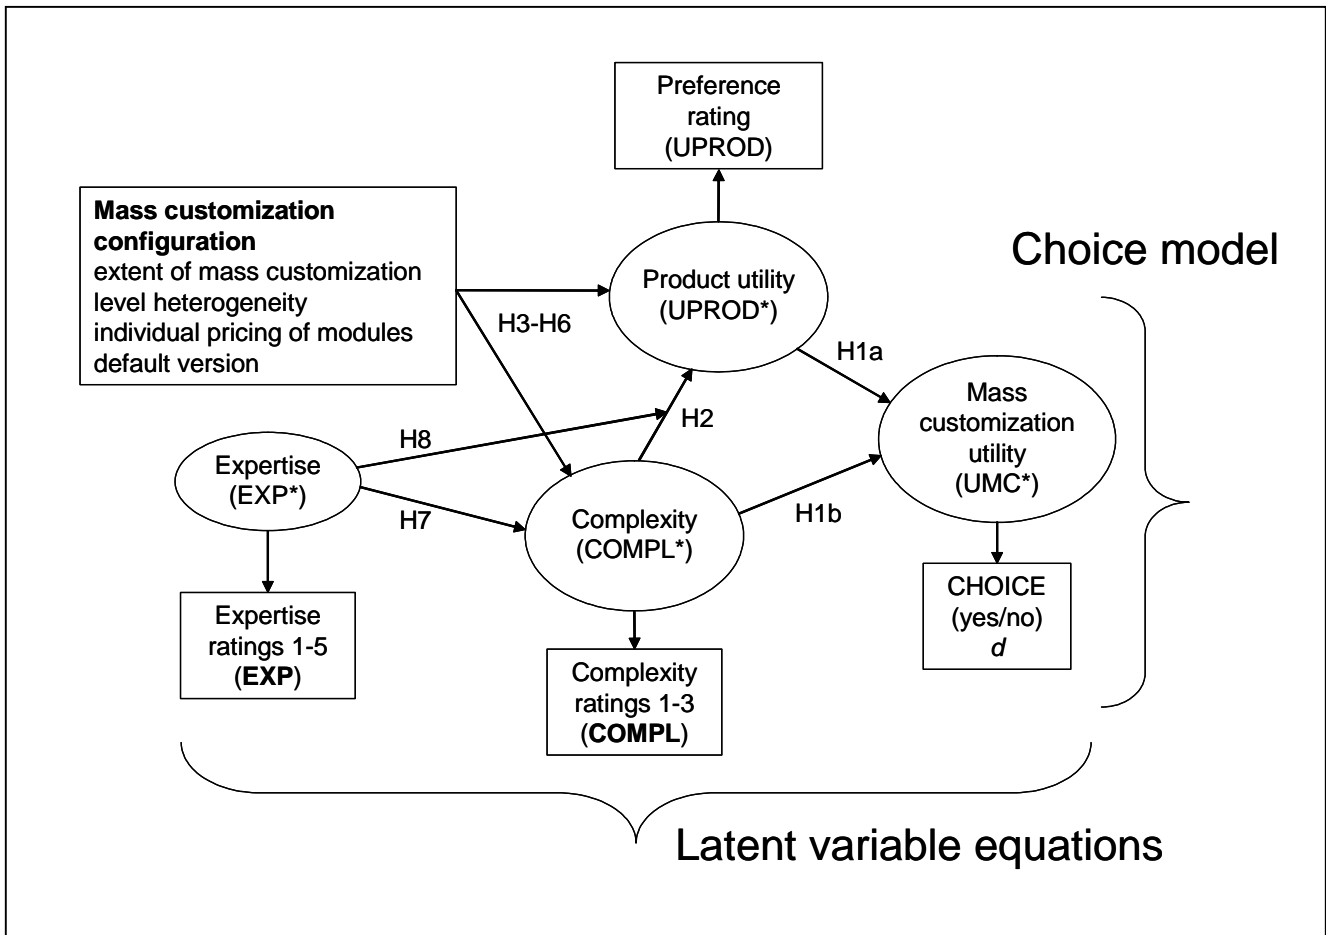 Preference
rating
(UPROD)
Mass customization
configuration
extent of mass customization
level heterogeneity
individual pricing of modules
default version
Choice model
Product utility
(UPROD*)
H3-H6
H1a
Mass
customization
utility
(UMC*)
H2
H8
Expertise
(EXP*)
H7
Complexity
(COMPL*)
H1b
CHOICE
(yes/no)
d
Expertise
ratings 1-5
(EXP)
Complexity
ratings 1-3
(COMPL)
Latent variable equations